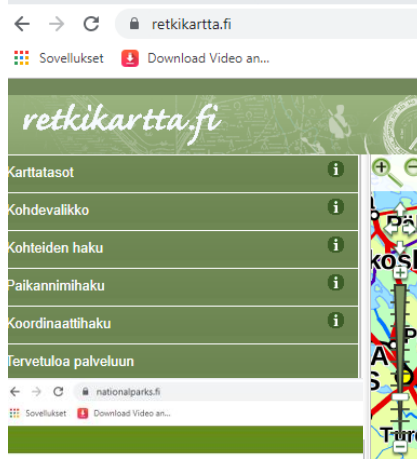 retkikartta.fi
Sovellukset Download Video an...
retkikartta.fi
Karttatasot
Kohdevalikko
Kohteiden haku
Paikannimihaku
Koordinaattihaku
Tervetuloa palveluun
nationalparks.fi
Sovellukset Download Video an...